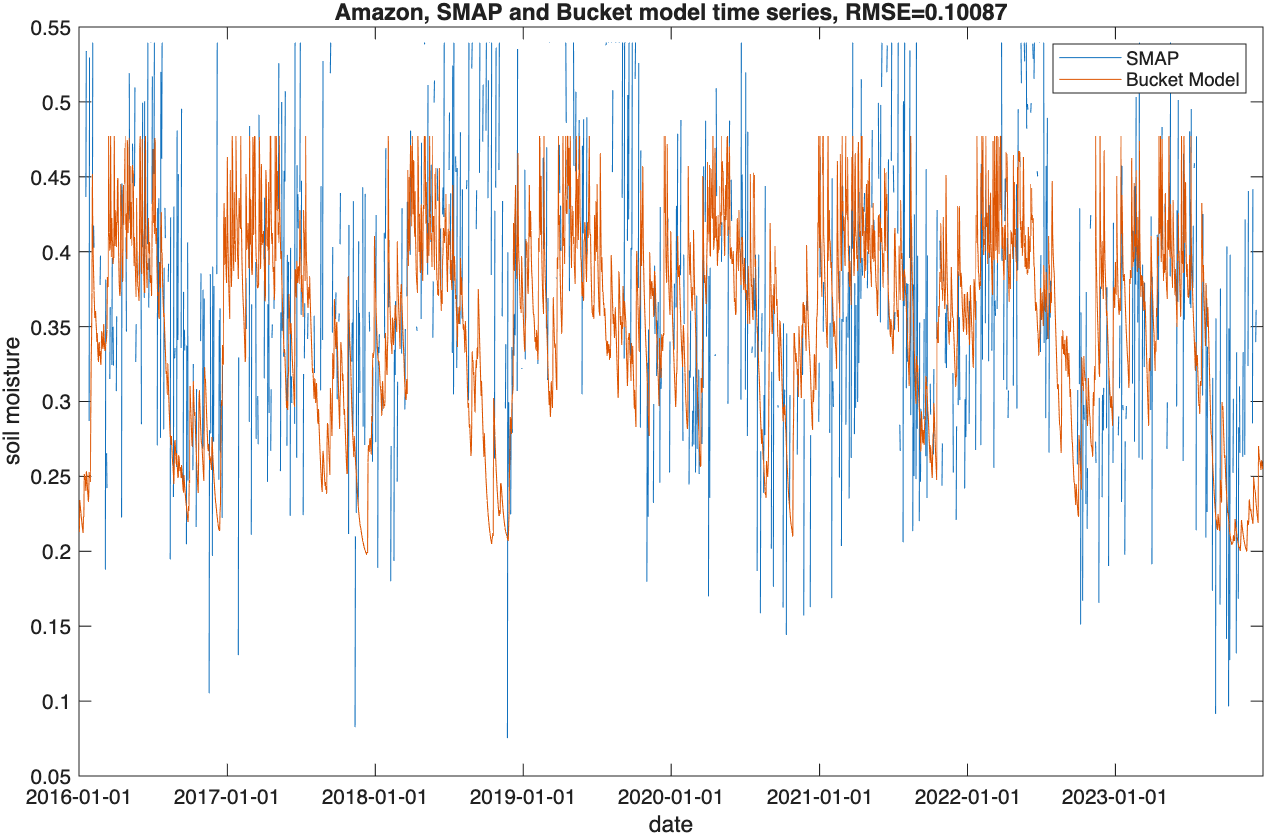 Amazon, SMAP and Bucket model time series, RMSE=0.10087
SMAP
Bucket Model
0.55
0.5
0.45
0.4
0.35
0.3
0.25
0.2
0.15
0.1
0.05
soil moisture
2016-01-01 2017-01-01 2018-01-01 2019-01-01 2020-01-01 2021-01-01 2022-01-01 2023-01-01
date